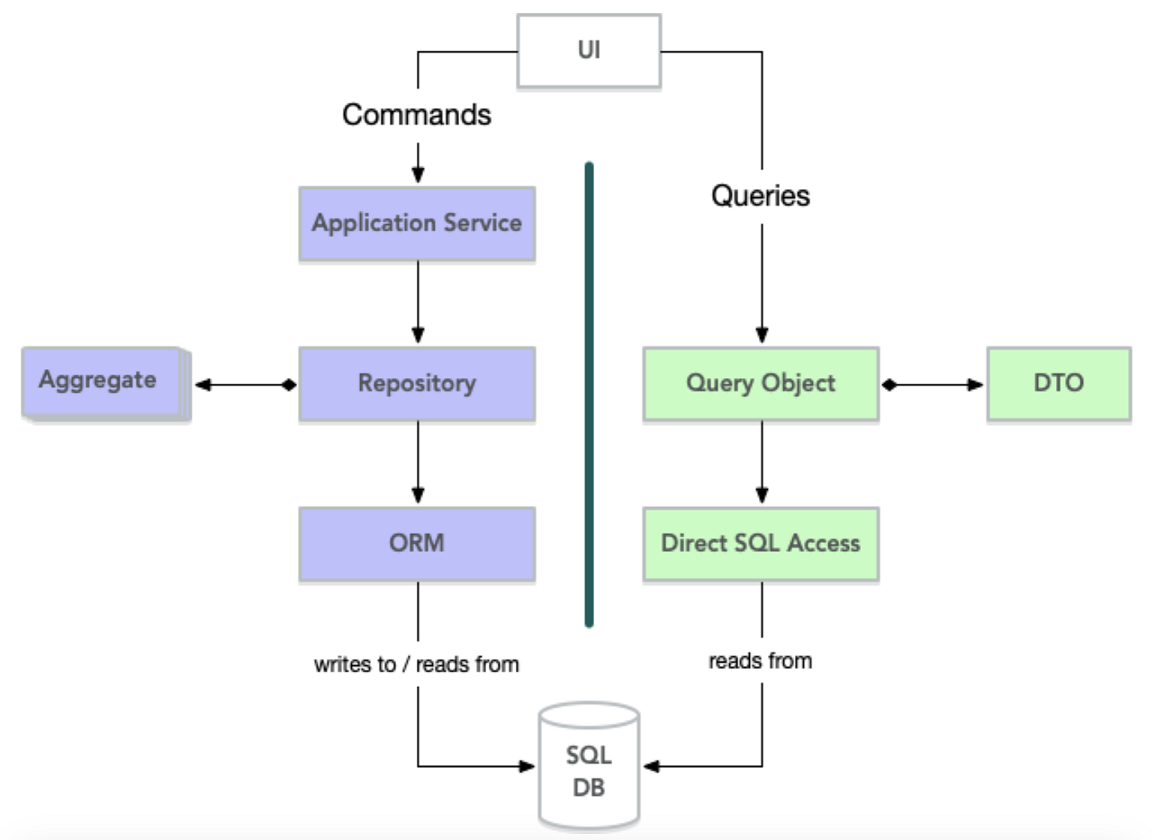 UI
Commands
Queries
Application Service
Aggregate
Repository
Query Object
DTO
ORM
Direct SQL Access
writes to / reads from
reads from
SQL
DB